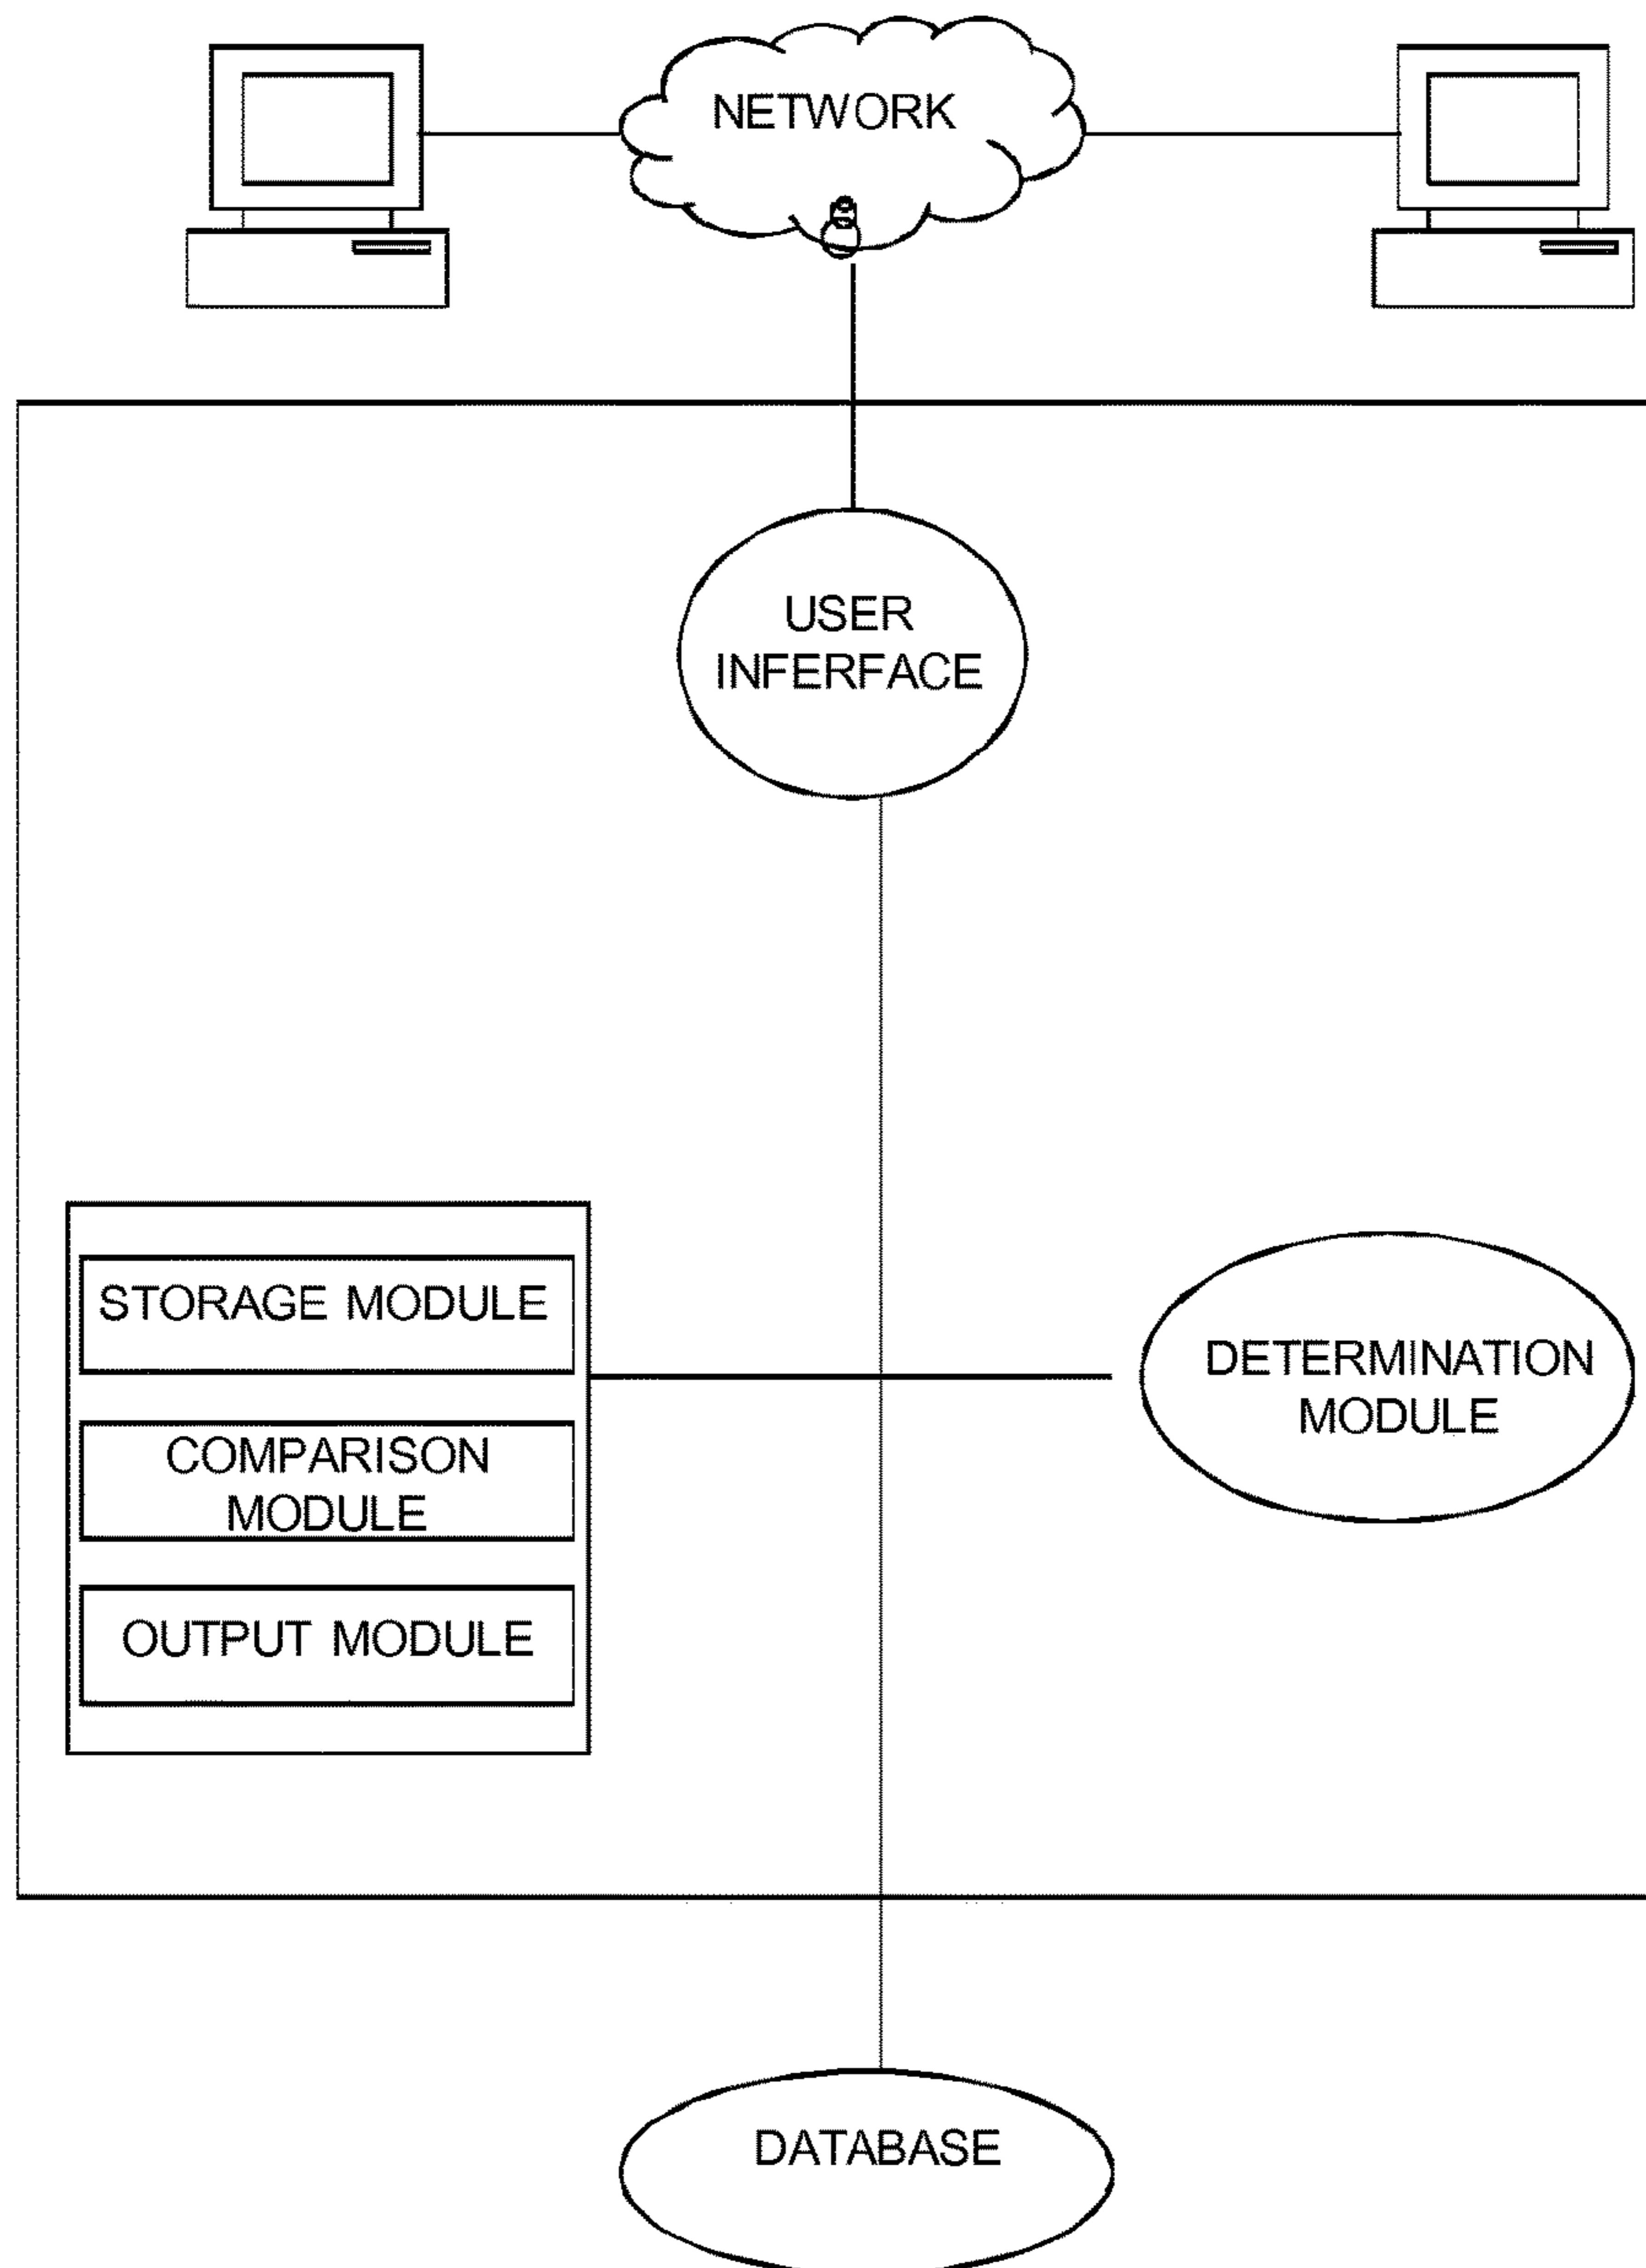 NETWORK
USER
INFERFACE
STORAGE MODULE
COMPARISON
MODULE
OUTPUT MODULE
DETERMINATION
MODULE
DATABASE